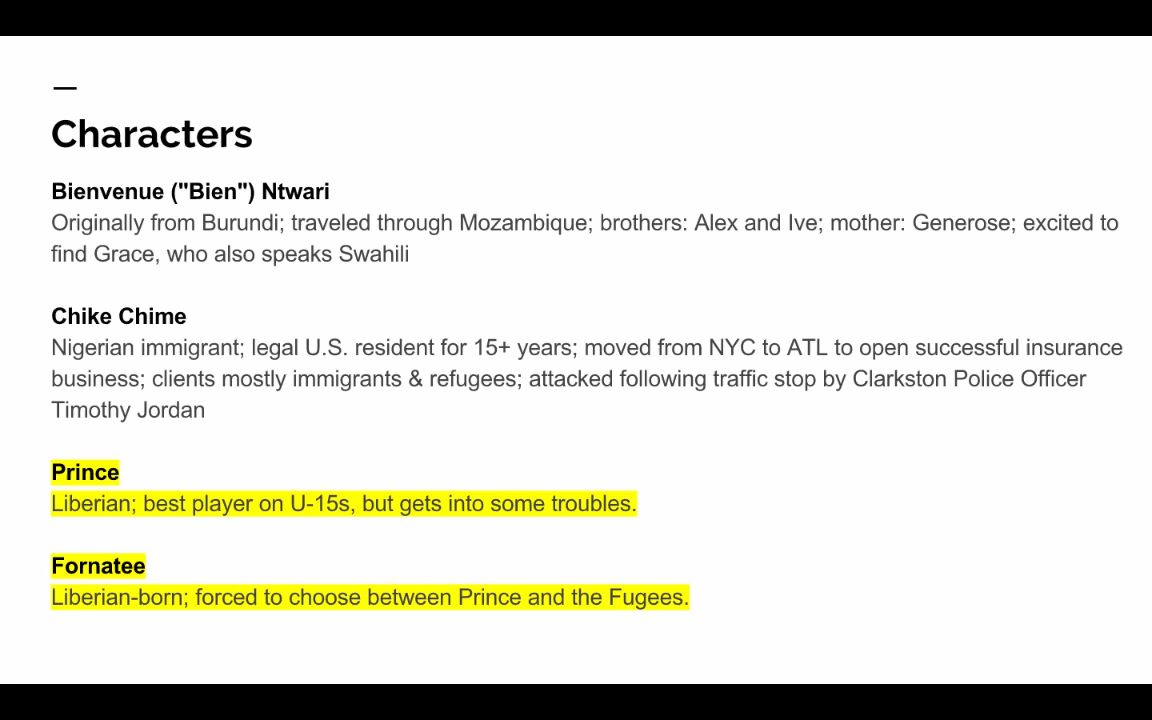 Characters
Bienvenue ("Bien") Ntwari
Originally from Burundi; traveled through Mozambique; brothers: Alex and Ive; mother: Generose; excited to
find Grace, who also speaks Swahili
Chike Chime
Nigerian immigrant; legal U.S. resident for 15+ years; moved from NYC to ATL to open successful insurance
business; clients mostly immigrants & refugees; attacked following traffic stop by Clarkston Police Officer
Timothy Jordan
Prince
Liberian; best player on U-15s, but gets into some troubles.
Fornatee
Liberian-born; forced to choose between Prince and the Fugees.